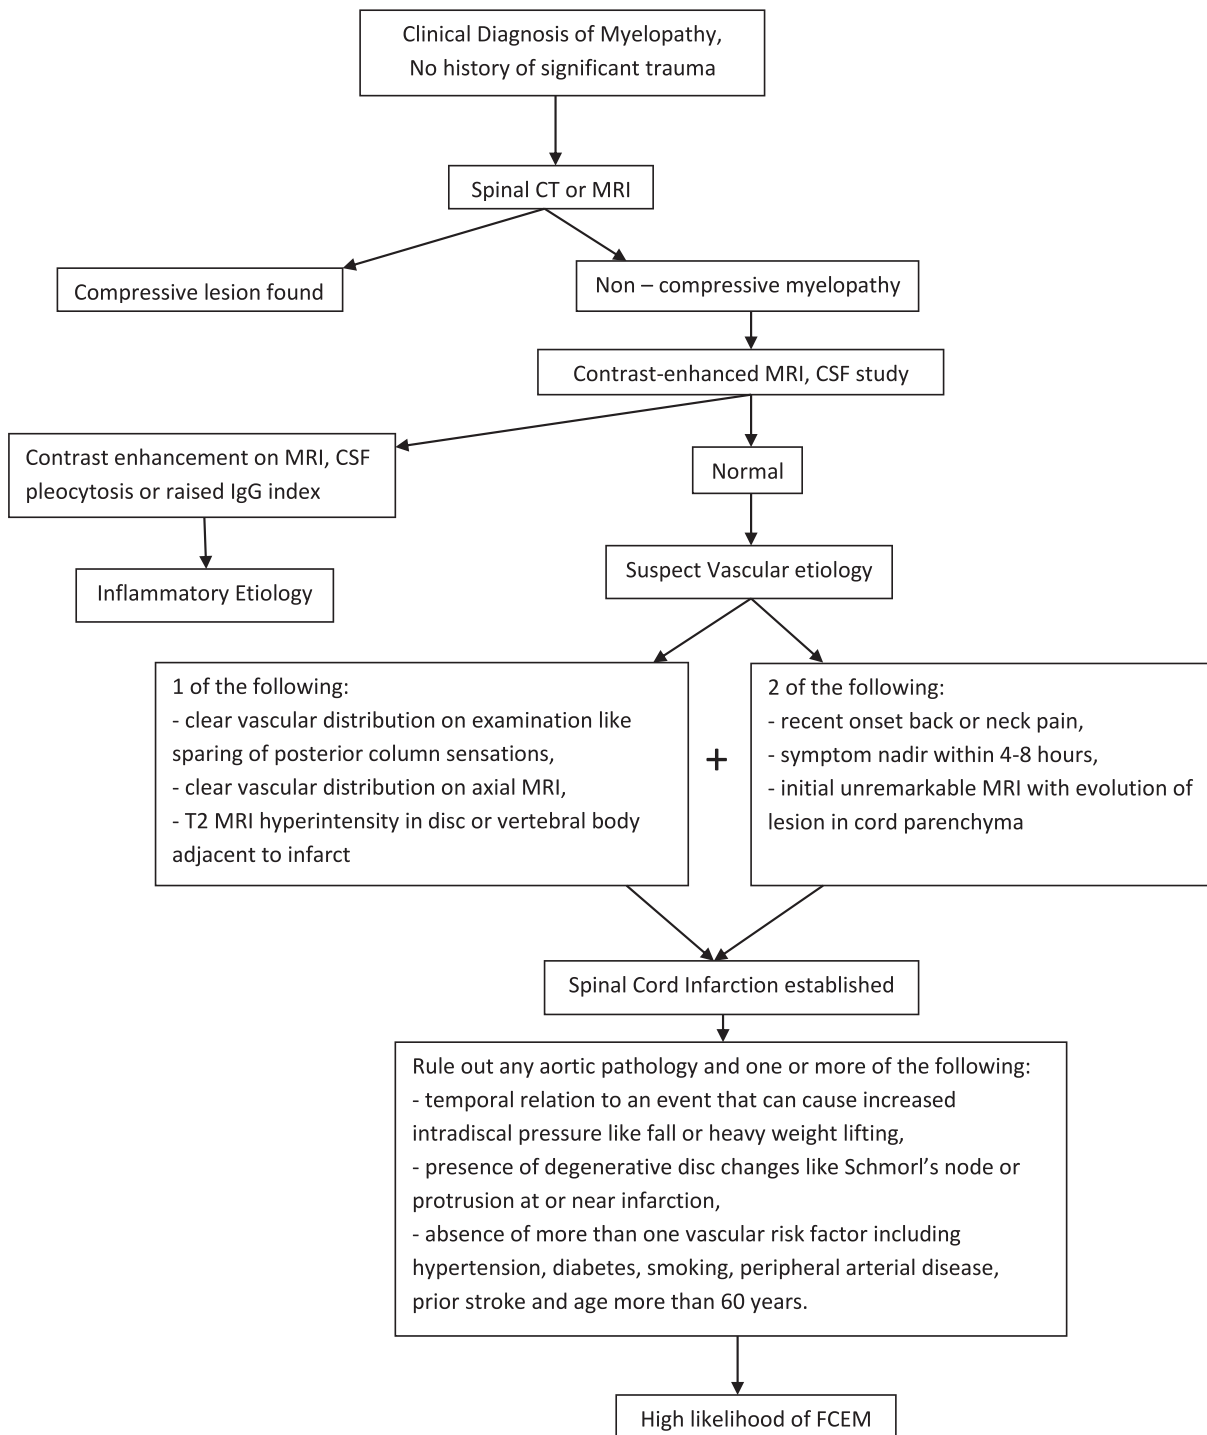 Clinical Diagnosis of Myelopathy,
No history of significant trauma
Spinal CT or MRI
Compressive lesion found
Non – compressive myelopathy
Contrast-enhanced MRI, CSF study
Contrast enhancement on MRI, CSF
pleocytosis or raised IgG index
Normal
Inflammatory Etiology
Suspect Vascular etiology
1 of the following:
- clear vascular distribution on examination like
sparing of posterior column sensations,
- clear vascular distribution on axial MRI,
- T2 MRI hyperintensity in disc or vertebral body
adjacent to infarct
+
2 of the following:
- recent onset back or neck pain,
- symptom nadir within 4-8 hours,
- initial unremarkable MRI with evolution of
lesion in cord parenchyma
Spinal Cord Infarction established
Rule out any aortic pathology and one or more of the following:
- temporal relation to an event that can cause increased
intradiscal pressure like fall or heavy weight lifting,
- presence of degenerative disc changes like Schmorl’s node or
protrusion at or near infarction,
- absence of more than one vascular risk factor including
hypertension, diabetes, smoking, peripheral arterial disease,
prior stroke and age more than 60 years.
High likelihood of FCEM